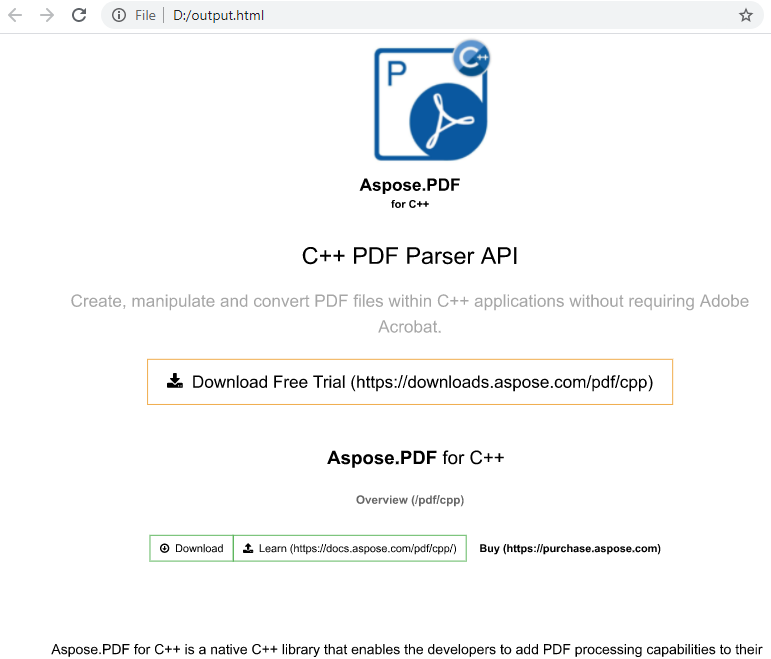 File D:/output.html
C++
P
Aspose.PDF
for C++
C++ PDF Parser API
Create, manipulate and convert PDF files within C++ applications without requiring Adobe
Acrobat.
Download Free Trial (https://downloads.aspose.com/pdf/cpp)
Aspose.PDF for C++
Overview (/pdf/cpp)
Download Learn (https://docs.aspose.com/pdf/cpp/) Buy (https://purchase.aspose.com)
Aspose.PDF for C++ is a native C++ library that enables the developers to add PDF processing capabilities to their